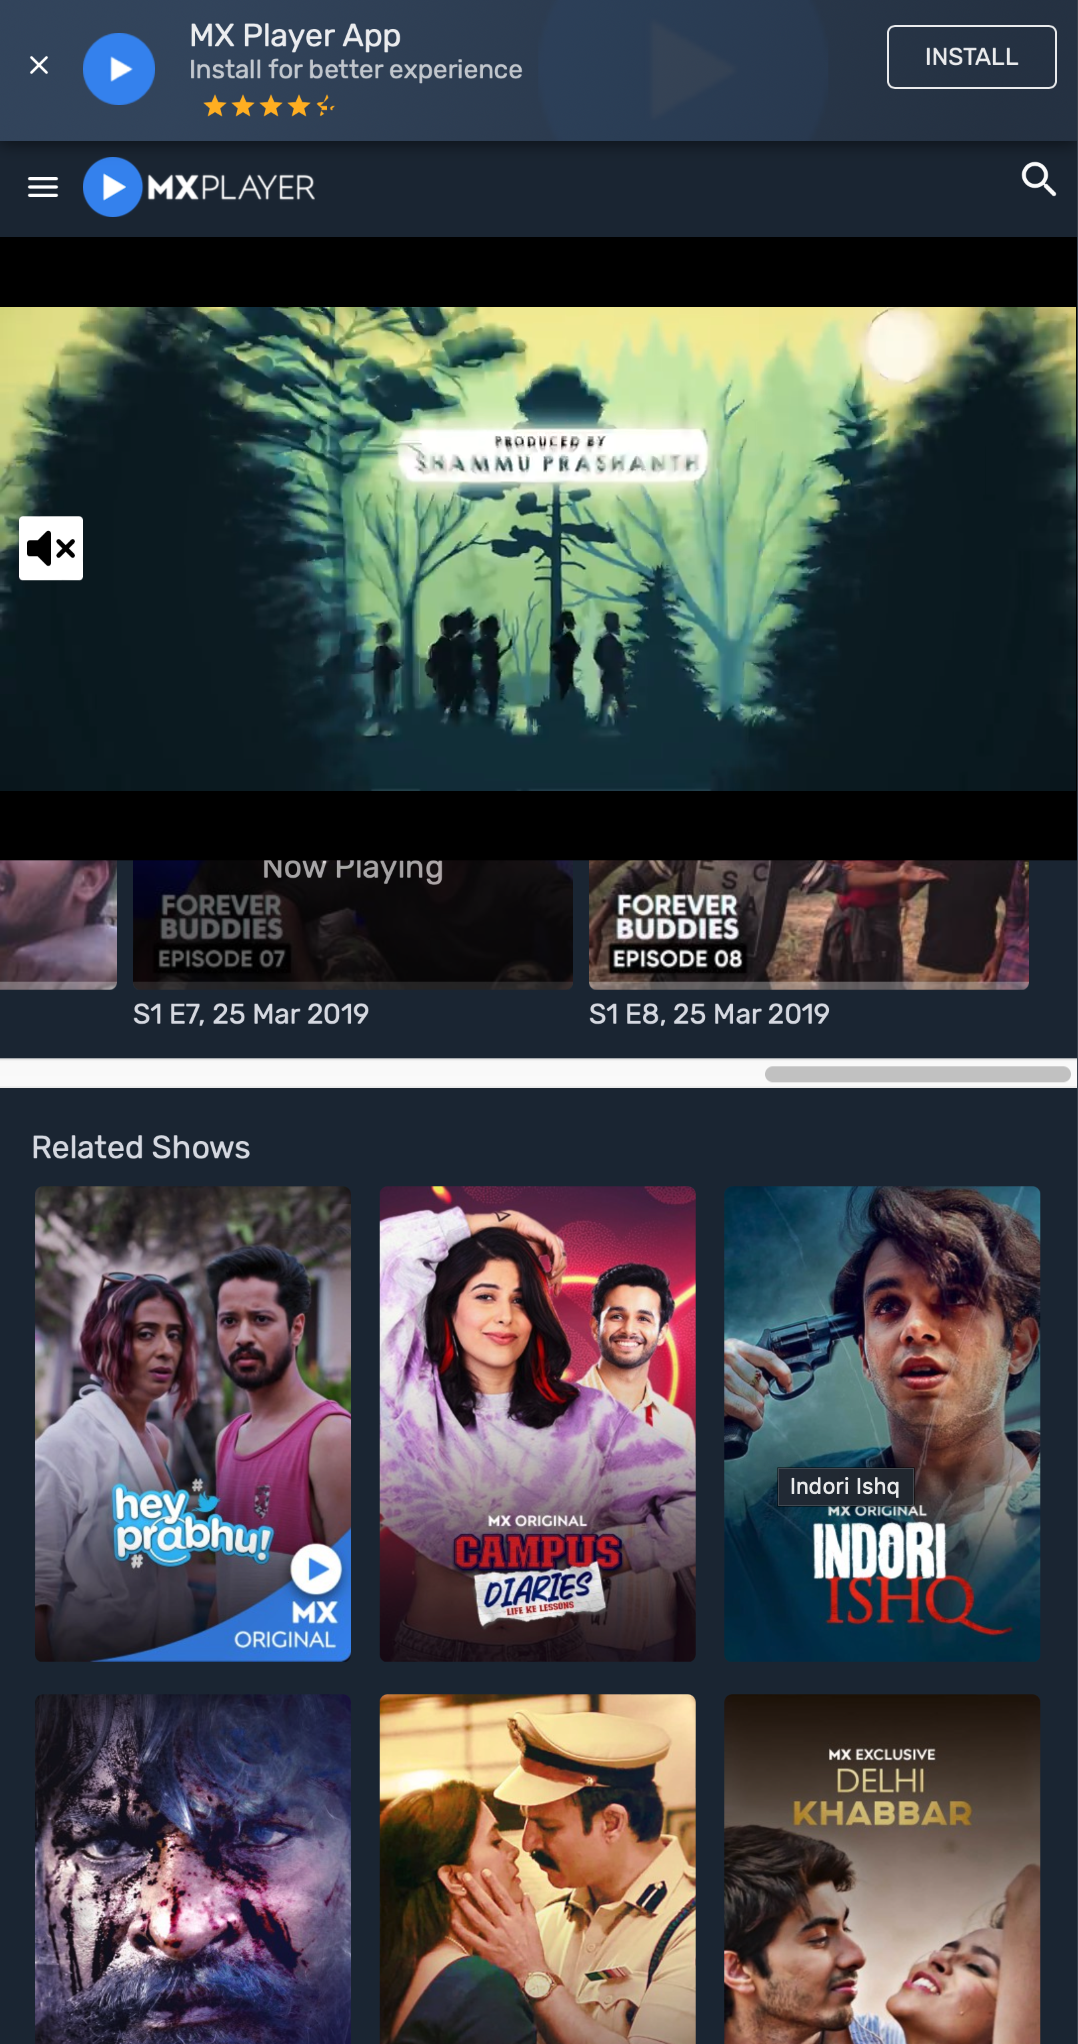 MX Player App
Install for better experience
INSTALL
MXPLAYER
PRODUCED BY
SHAMMU PRASHANTH
Now Playing
FOREVER
BUDDIES
EPISODE 07
S1 E7, 25 Mar 2019
ESC
FOREVER
BUDDIES
EPISODE 08
S1 E8, 25 Mar 2019
Related Shows
#
hey
prabhu!
#
MX
ORIGINAL
MX ORIGINAL
CAMPUS
DIARIES
LIFE KE LESSONS
Indori Ishq
MX ORIGINAL
INDORI
ISHQ
MX EXCLUSIVE
DELHI
KHABBAR